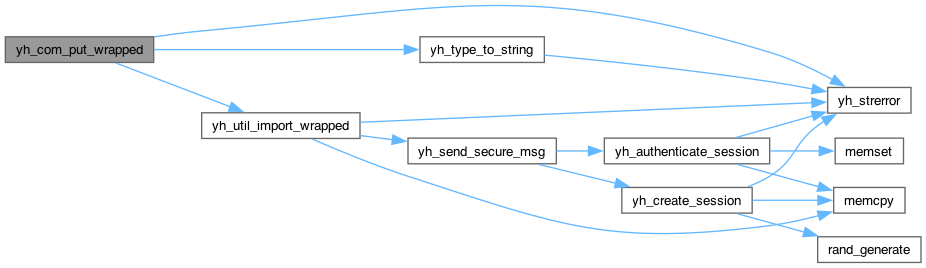 yh_com_put_wrapped
yh_type_to_string
yh_strerror
yh_util_import_wrapped
yh_send_secure_msg
yh_authenticate_session
memset
yh_create_session
memcpy
rand_generate